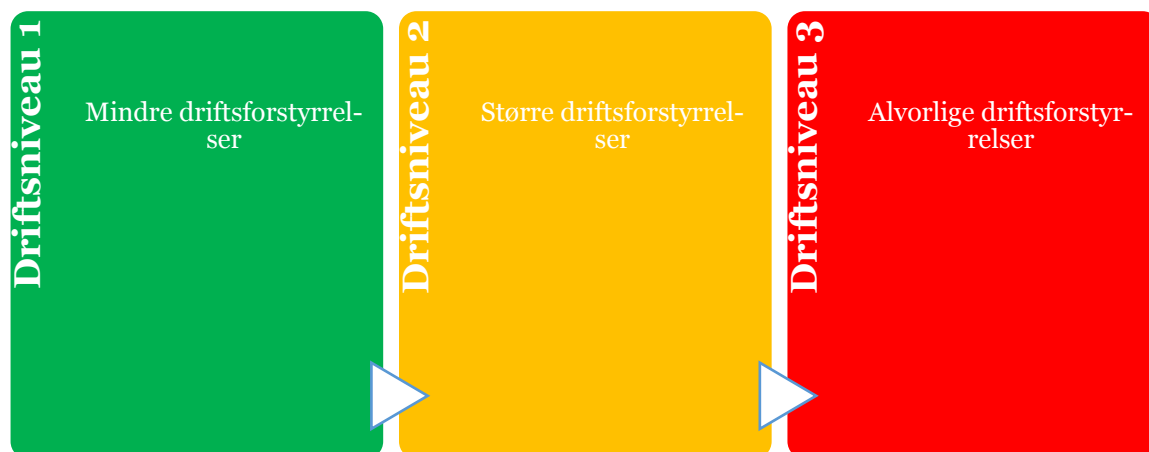 Driftsniveau 1
Mindre driftsforstyrrel-
ser
Driftsniveau 2
Større driftsforstyrrel-
ser
Driftsniveau 3
Alvorlige driftsforstyr-
relser